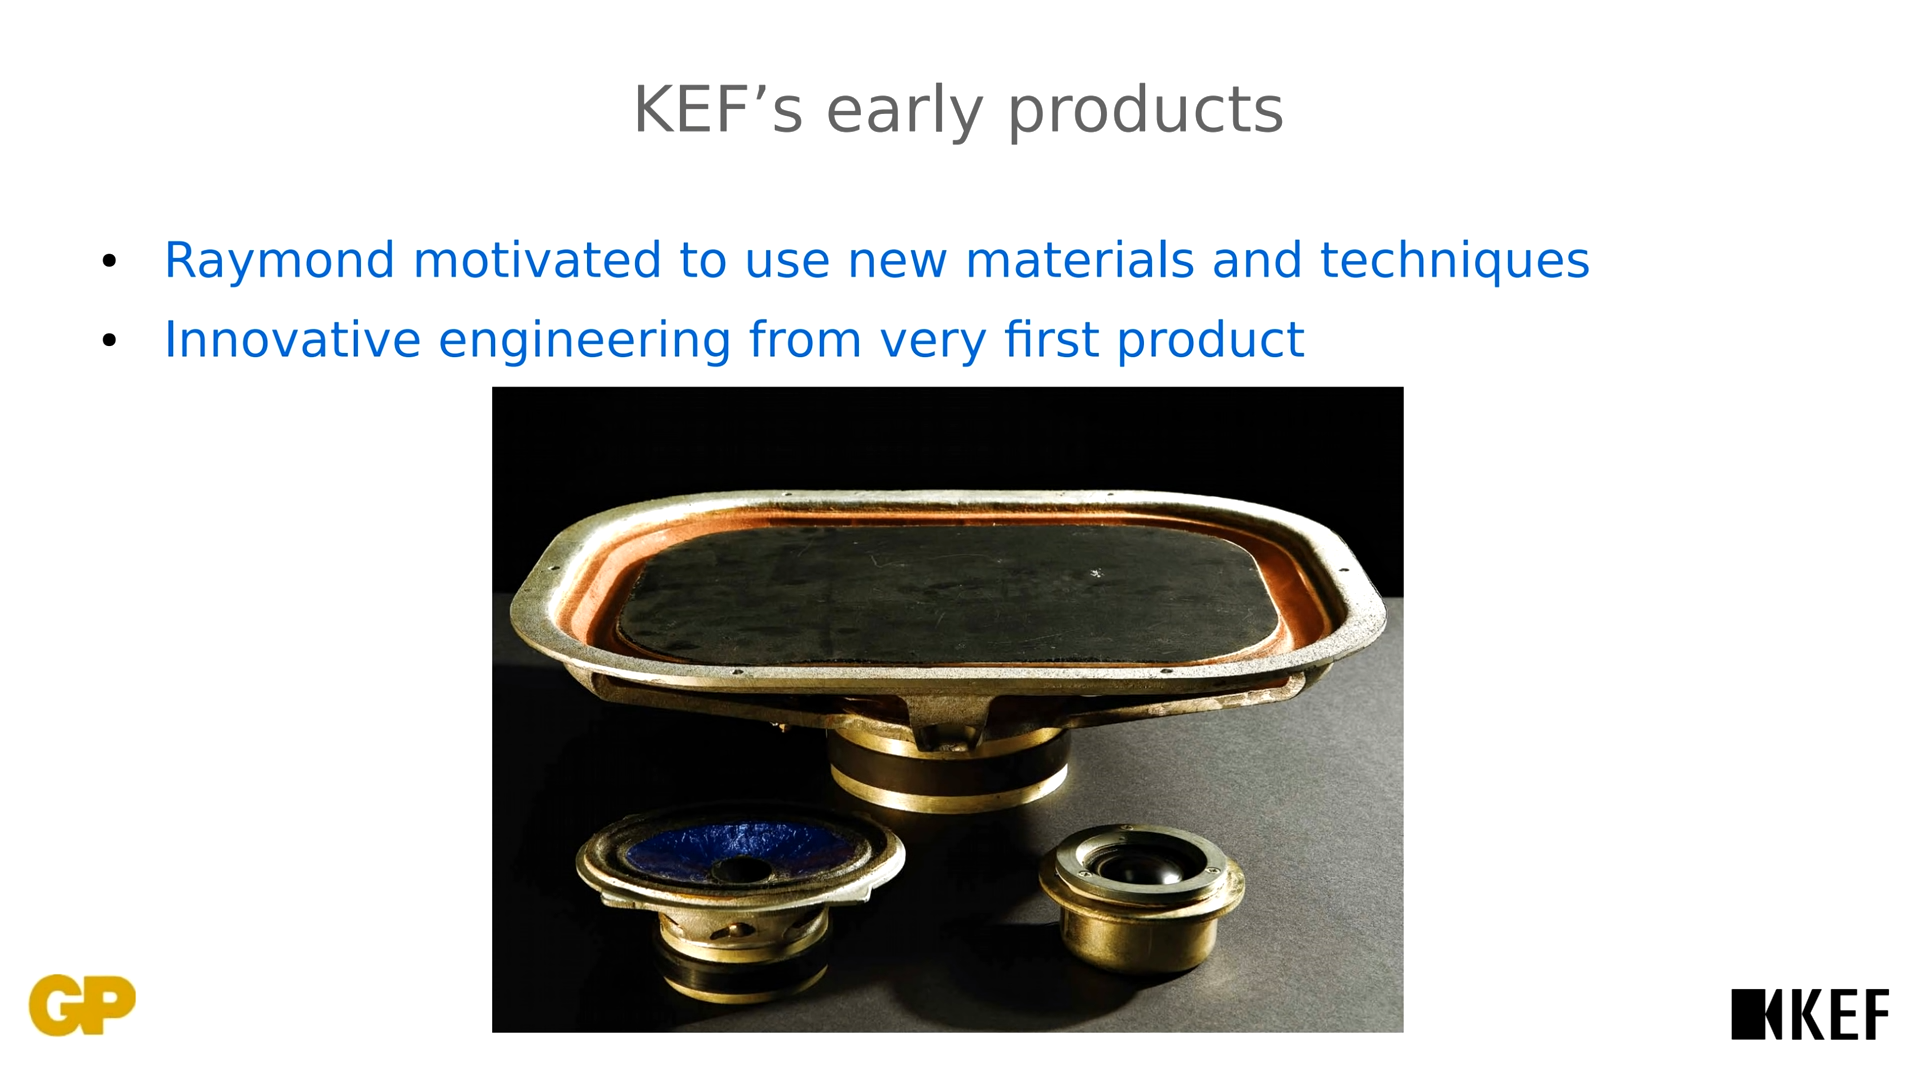 KEF’s early products
• Raymond motivated to use new materials and techniques
• Innovative engineering from very first product
GP
KEF